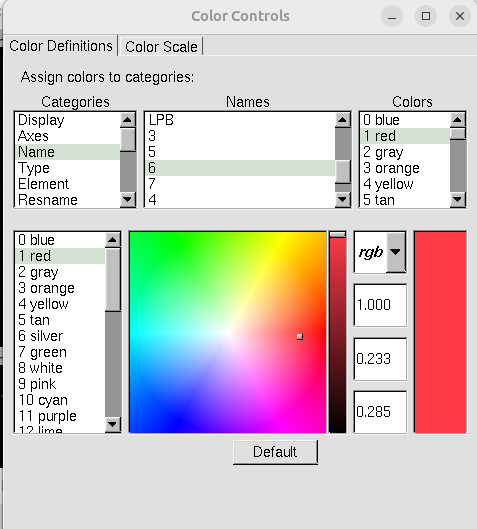 Color Controls
Color Definitions
Color Scale
Assign colors to categories:
Categories
Names
Colors
Display
Axes
Name
Type
Element
Resname
LPB
3
5
6
7
4
0 blue
1 red
2 gray
3 orange
4 yellow
5 tan
0 blue
1 red
2 gray
3 orange
4 yellow
5 tan
6 silver
7 green
8 white
9 pink
10 cyan
11 purple
12 lime
rgb
1.000
0.233
0.285
Default